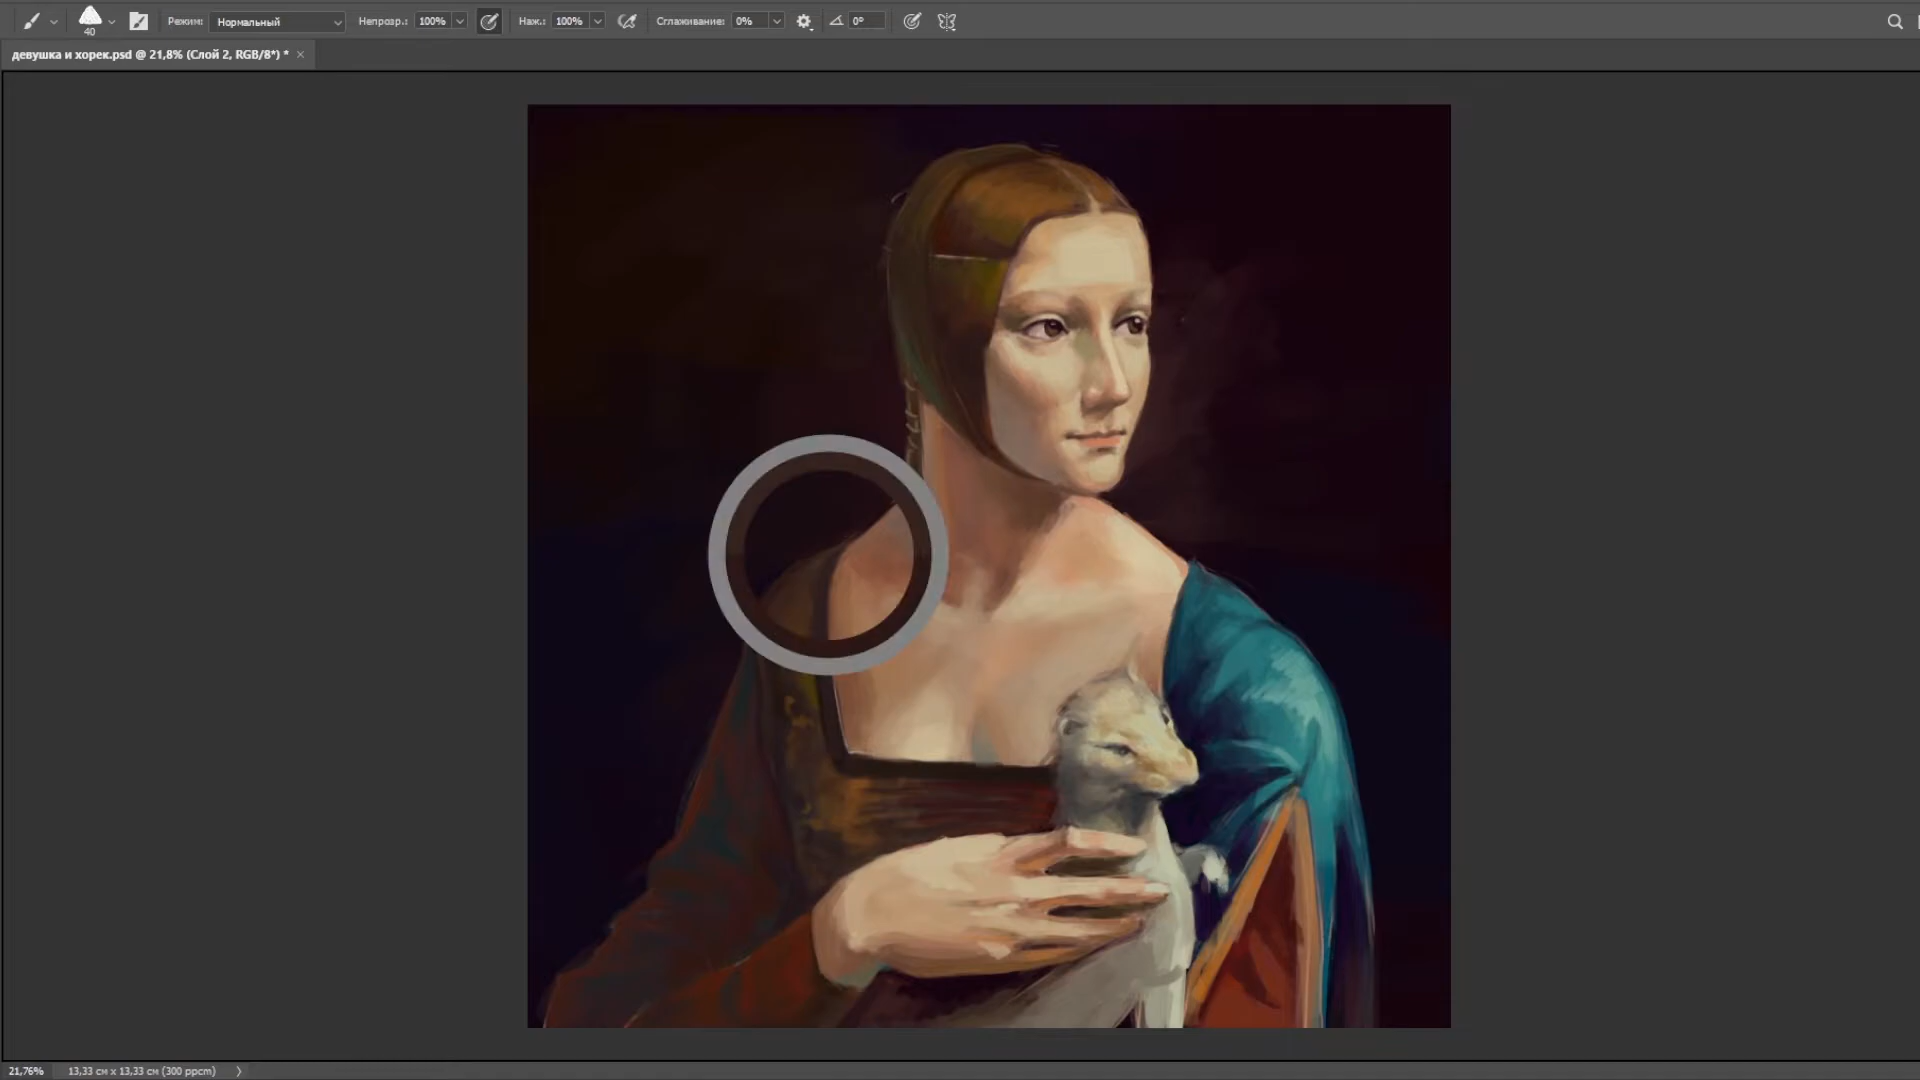 40
Режим: Нормальный Непрозр.: 100% Наж.: 100% Сглаживание: 0% 0°
девушка и хорек.psd @ 21,8% (Слой 2, RGB/8*) * ×
21,76% 13,33 см x 13,33 см (300 ppcm)